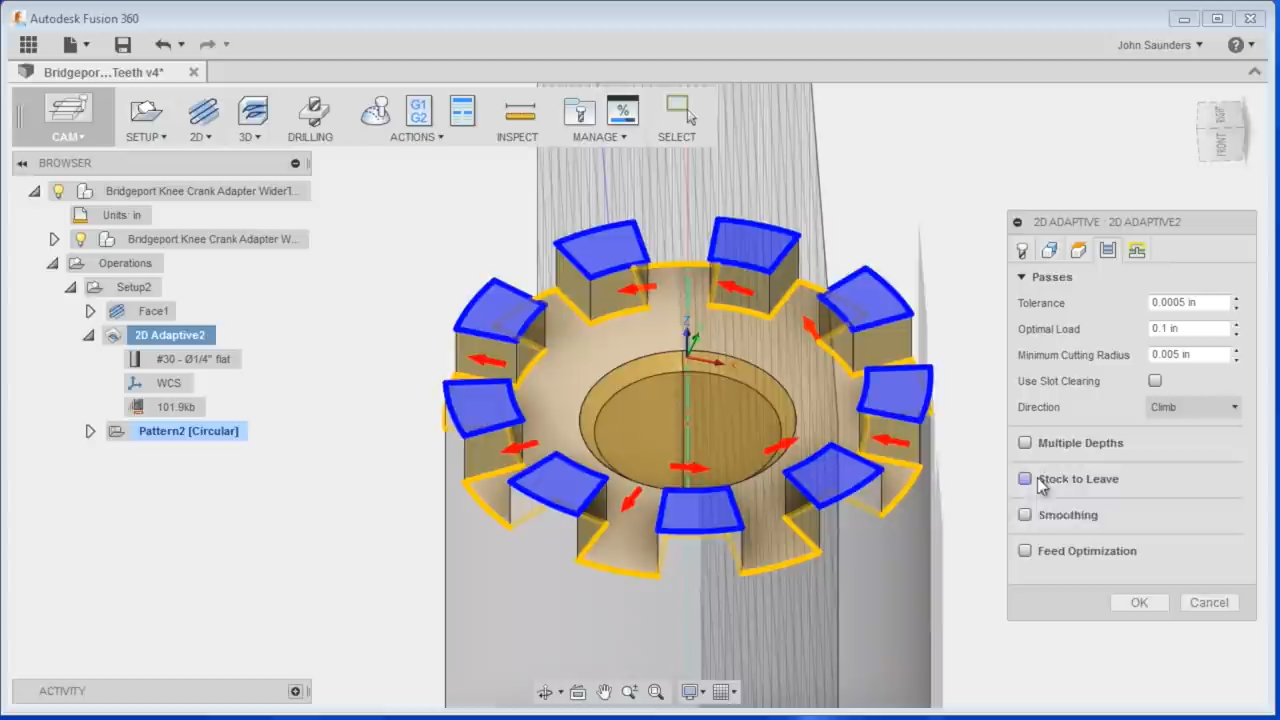 Autodesk Fusion 360
John Saunders
Bridgepor...Teeth v4*
G1
G2
%
CAM
SETUP
2D
3D
DRILLING
ACTIONS
INSPECT
MANAGE
SELECT
FRONT
BROWSER
Bridgeport Knee Crank Adapter WiderT...
Units: in
Bridgeport Knee Crank Adapter W...
Operations
Setup2
Face1
2D Adaptive2
#30 - Ø1/4" flat
WCS
101.9kb
Pattern2 [Circular]
Z
2D ADAPTIVE : 2D ADAPTIVE2
Passes
Tolerance 0.0005 in
Optimal Load 0.1 in
Minimum Cutting Radius 0.005 in
Use Slot Clearing
Direction Climb
Multiple Depths
Stock to Leave
Smoothing
Feed Optimization
OK Cancel
ACTIVITY